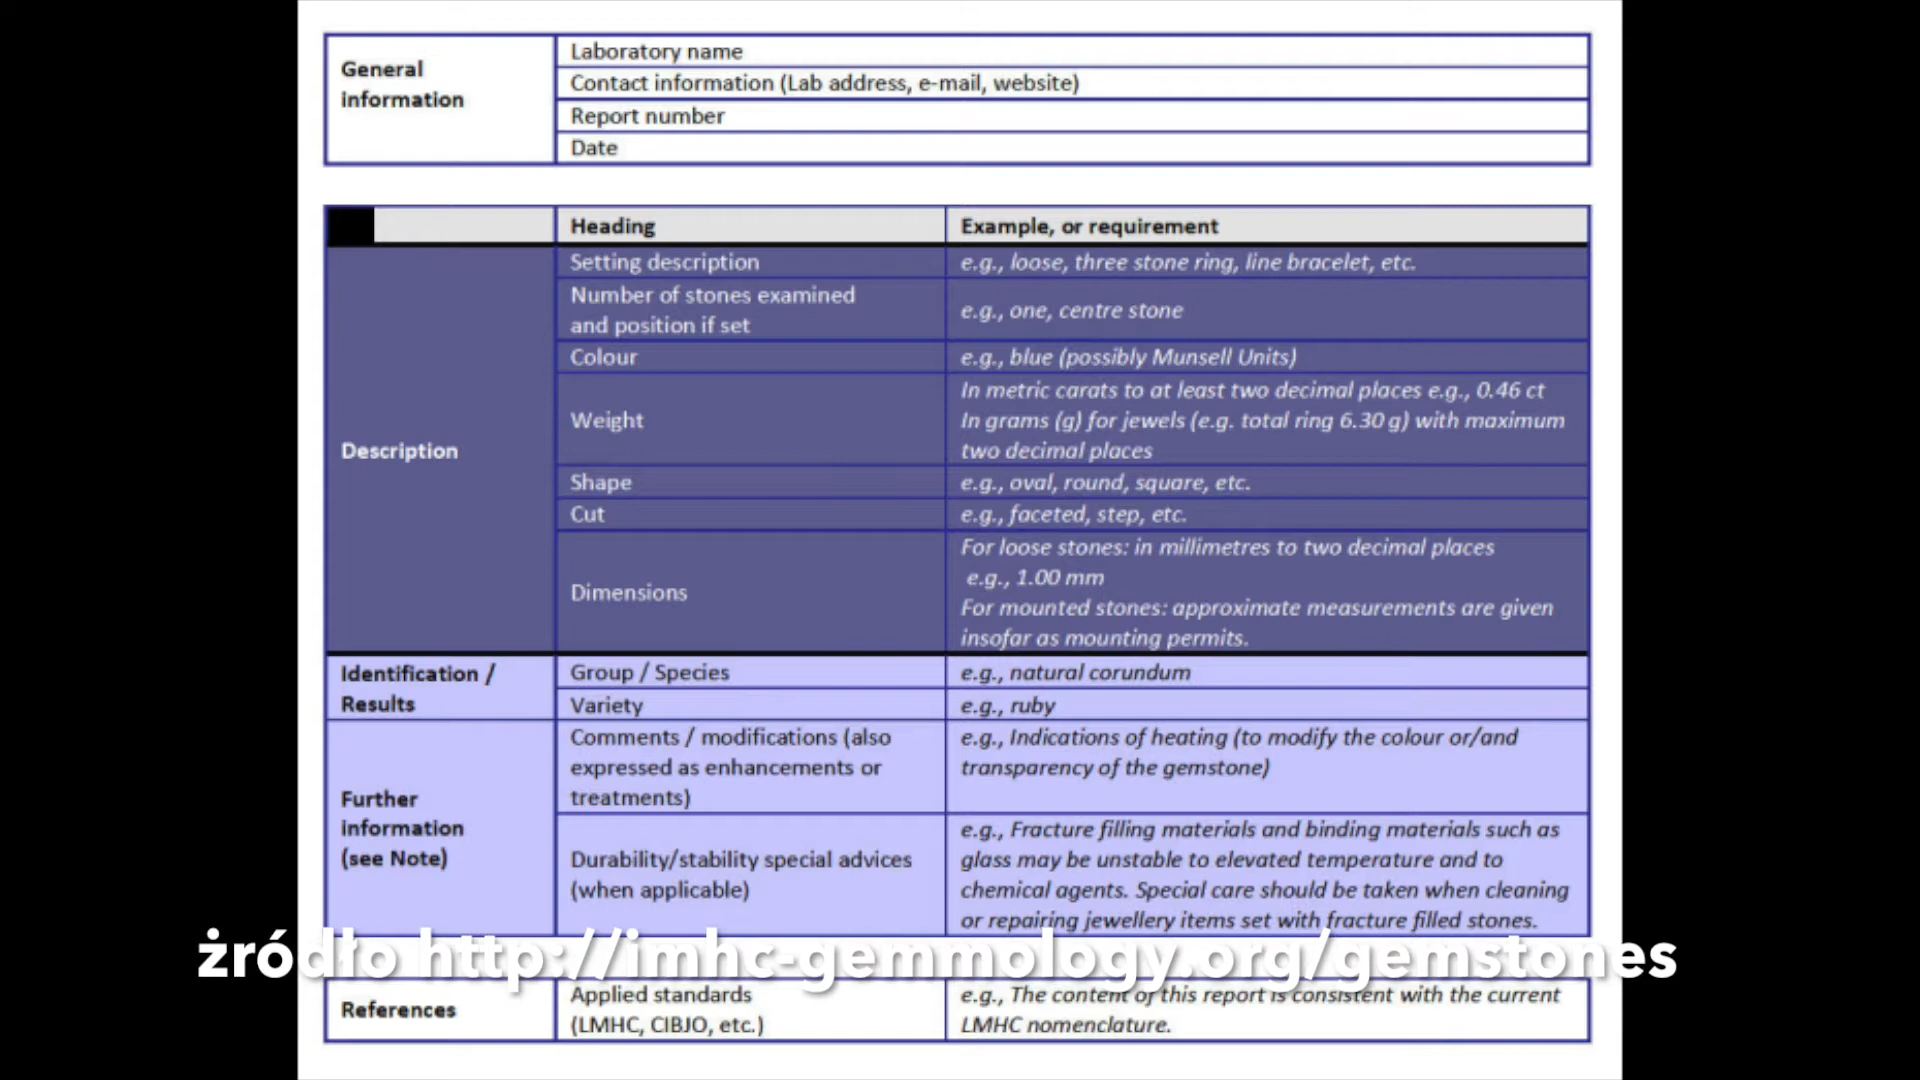 General
information
Laboratory name
Contact information (Lab address, e-mail, website)
Report number
Date
Heading
Example, or requirement
Description
Setting description
e.g., loose, three stone ring, line bracelet, etc.
Number of stones examined
and position if set
e.g., one, centre stone
Colour
e.g., blue (possibly Munsell Units)
Weight
In metric carats to at least two decimal places e.g., 0.46 ct
In grams (g) for jewels (e.g. total ring 6.30 g) with maximum
two decimal places
Shape
e.g., oval, round, square, etc.
Cut
e.g., faceted, step, etc.
Dimensions
For loose stones: in millimetres to two decimal places
e.g., 1.00 mm
For mounted stones: approximate measurements are given
insofar as mounting permits.
Identification /
Results
Group / Species
e.g., natural corundum
Variety
e.g., ruby
Further
information
(see Note)
Comments / modifications (also
expressed as enhancements or
treatments)
e.g., Indications of heating (to modify the colour or/and
transparency of the gemstone)
Durability/stability special advices
(when applicable)
e.g., Fracture filling materials and binding materials such as
glass may be unstable to elevated temperature and to
chemical agents. Special care should be taken when cleaning
or repairing jewellery items set with fracture filled stones.
żródło http://imhc-gemmology.org/gemstones
References
Applied standards
(LMHC, CIBJO, etc.)
e.g., The content of this report is consistent with the current
LMHC nomenclature.